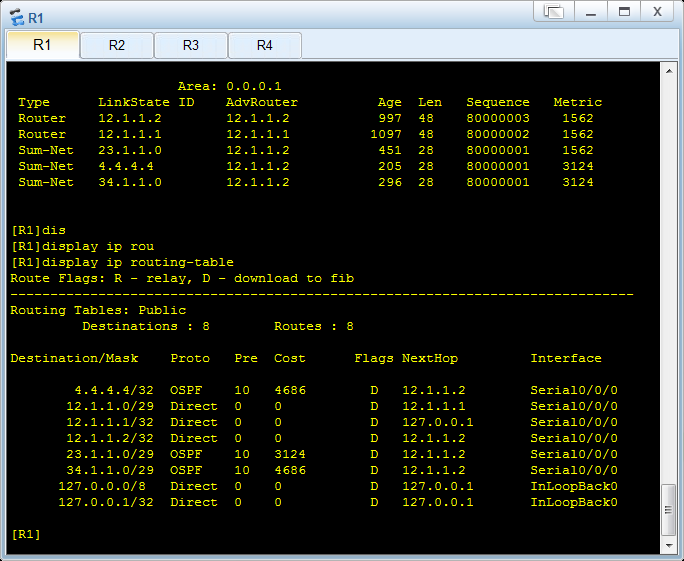 R1
R1 R2 R3 R4
Area: 0.0.0.1
Type LinkState ID AdvRouter Age Len Sequence Metric
Router 12.1.1.2 12.1.1.2 997 48 80000003 1562
Router 12.1.1.1 12.1.1.1 1097 48 80000002 1562
Sum-Net 23.1.1.0 12.1.1.2 451 28 80000001 1562
Sum-Net 4.4.4.4 12.1.1.2 205 28 80000001 3124
Sum-Net 34.1.1.0 12.1.1.2 296 28 80000001 3124
[R1]dis
[R1]display ip rou
[R1]display ip routing-table
Route Flags: R - relay, D - download to fib
------------------------------------------------------------------------------
Routing Tables: Public
Destinations : 8 Routes : 8
Destination/Mask Proto Pre Cost Flags NextHop Interface
4.4.4.4/32 OSPF 10 4686 D 12.1.1.2 Serial0/0/0
12.1.1.0/29 Direct 0 0 D 12.1.1.1 Serial0/0/0
12.1.1.1/32 Direct 0 0 D 127.0.0.1 Serial0/0/0
12.1.1.2/32 Direct 0 0 D 12.1.1.2 Serial0/0/0
23.1.1.0/29 OSPF 10 3124 D 12.1.1.2 Serial0/0/0
34.1.1.0/29 OSPF 10 4686 D 12.1.1.2 Serial0/0/0
127.0.0.0/8 Direct 0 0 D 127.0.0.1 InLoopBack0
127.0.0.1/32 Direct 0 0 D 127.0.0.1 InLoopBack0
[R1]